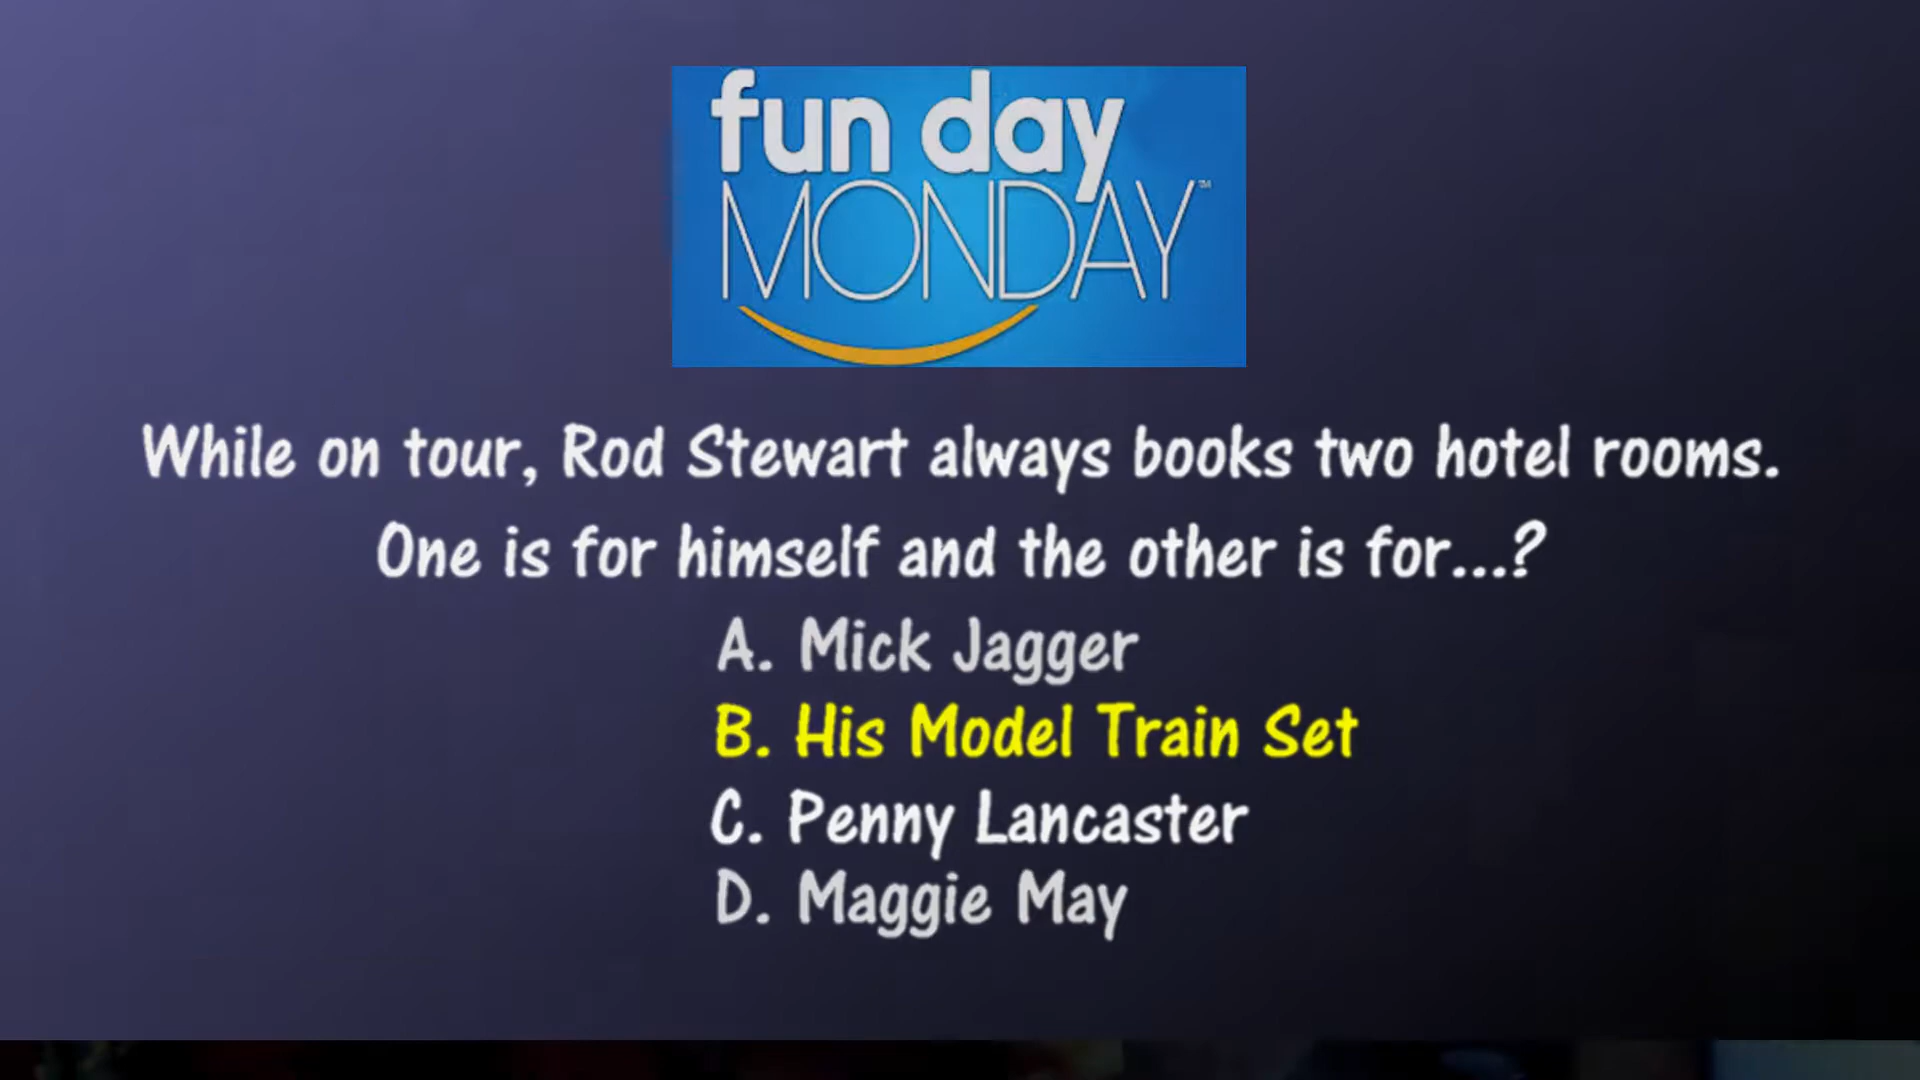 fun day
MONDAY™
While on tour, Rod Stewart always books two hotel rooms.
One is for himself and the other is for...?
A. Mick Jagger
B. His Model Train Set
C. Penny Lancaster
D. Maggie May